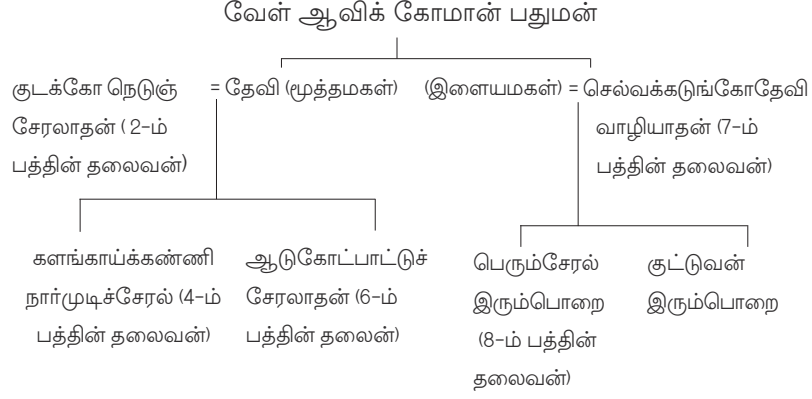 வேள் ஆவிக் கோமான் பதுமன்
குடக்கோ நெடுஞ் = தேவி (மூத்தமகள்)
சேரலாதன் ( 2-ம்
பத்தின் தலைவன்)
(இளையமகள்) = செல்வக்கடுங்கோதேவி
வாழியாதன் (7-ம்
பத்தின் தலைவன்)
களங்காய்க்கண்ணி
நார்முடிச்சேரல் (4-ம்
பத்தின் தலைவன்)
ஆடுகோட்பாட்டுச்
சேரலாதன் (6-ம்
பத்தின் தலைன்)
பெரும்சேரல்
இரும்பொறை
(8-ம் பத்தின்
தலைவன்)
குட்டுவன்
இரும்பொறை